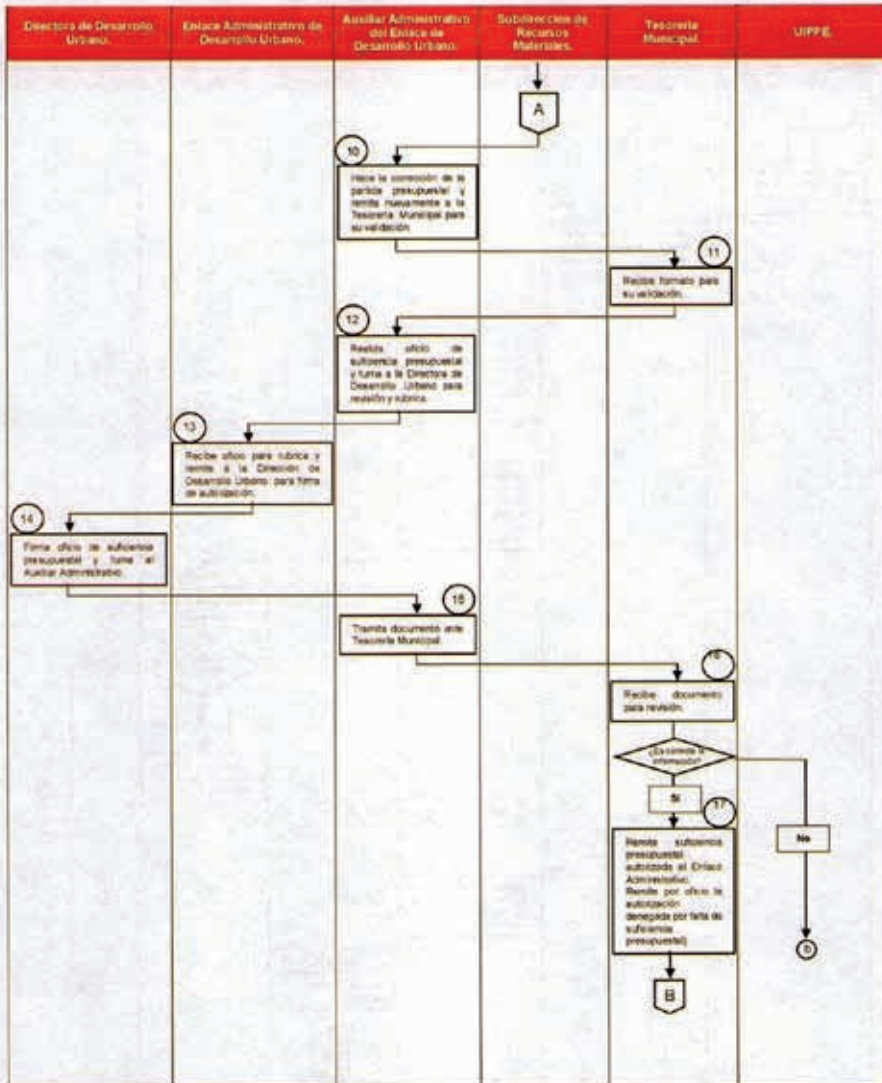 Directora de Desarrollo
Urbano.
Enlace Administrativo de
Desarrollo Urbano.
Auxiliar Administrativo
del Enlace de
Desarrollo Urbano.
Subdirección de
Recursos
Materiales.
Tesorería
Municipal.
UIPPE.
A
10
Hace la corrección de la
partida presupuestal y
remite nuevamente a la
Tesorería Municipal para
su validación
11
Recibe formato para
su validación.
12
Realiza oficio de
suficiencia presupuestal
y turna a la Directora de
Desarrollo Urbano para
revisión y rubrica.
13
Recibe oficio para rubrica y
remite a la Dirección de
Desarrollo Urbano para firma
de autorización.
14
Firma oficio de suficiencia
presupuestal y turna al
Auxiliar Administrativo.
15
Tramita documento ante
Tesorería Municipal
16
Recibe documento
para revisión.
¿Es correcta la
información?
Si
No
17
Remite suficiencia
presupuestal
autorizada al Enlace
Administrativo.
Remite por oficio la
autorización
denegada por falta de
suficiencia
presupuestal)
B